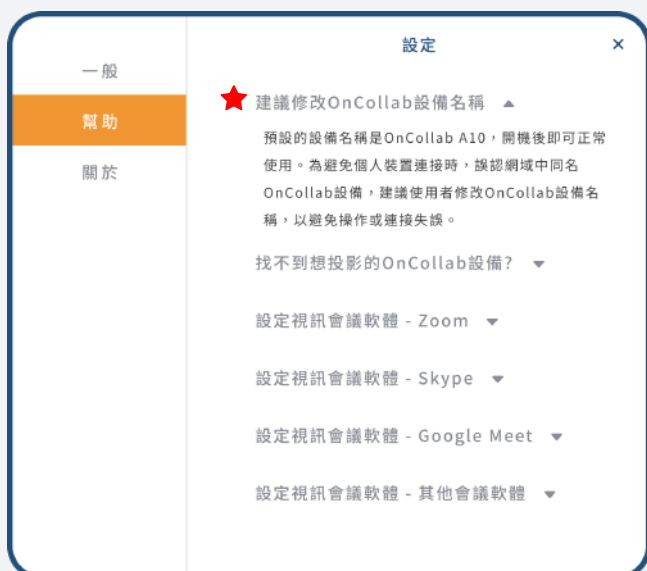 設定 ×
一般
幫助
關於
建議修改OnCollab設備名稱
預設的設備名稱是OnCollab A10，開機後即可正常
使用。為避免個人裝置連接時，誤認網域中同名
OnCollab設備，建議使用者修改OnCollab設備名
稱，以避免操作或連接失誤。
找不到想投影的OnCollab設備?
設定視訊會議軟體 - Zoom
設定視訊會議軟體 - Skype
設定視訊會議軟體 - Google Meet
設定視訊會議軟體 - 其他會議軟體